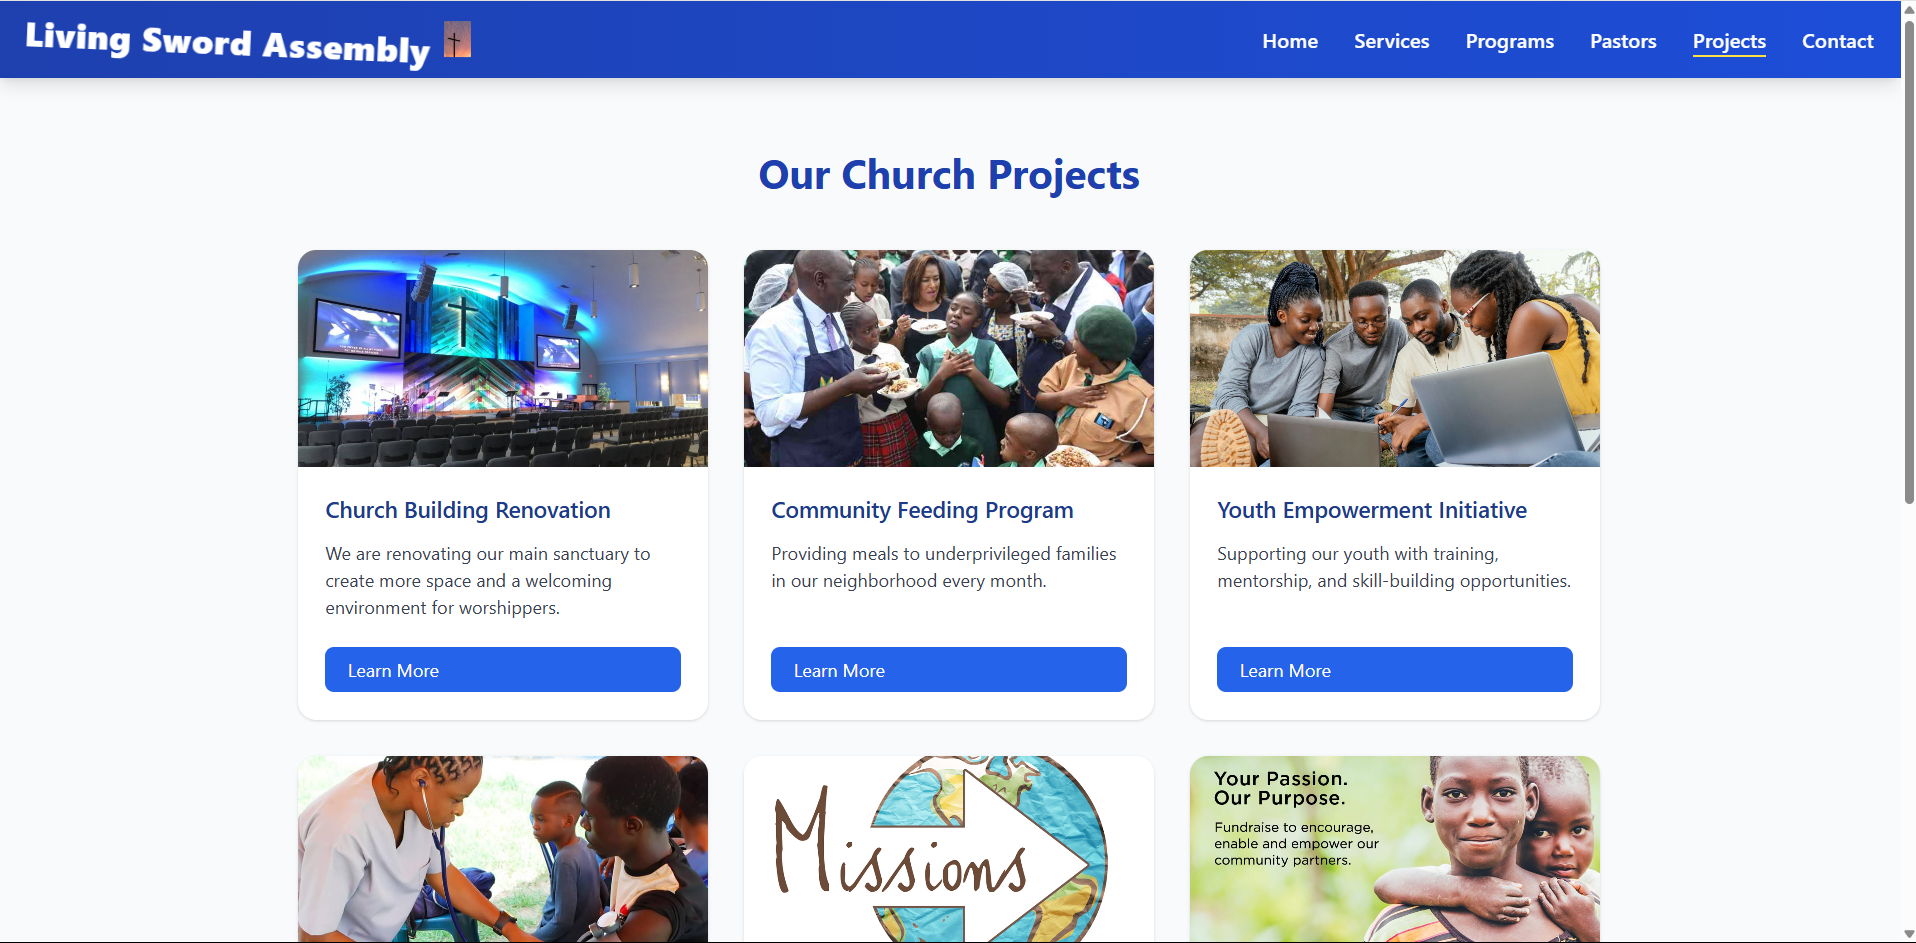 Living Sword Assembly
Home
Services
Programs
Pastors
Projects
Contact
Our Church Projects
Church Building Renovation
We are renovating our main sanctuary to
create more space and a welcoming
environment for worshippers.
Learn More
Community Feeding Program
Providing meals to underprivileged families
in our neighborhood every month.
Learn More
Youth Empowerment Initiative
Supporting our youth with training,
mentorship, and skill-building opportunities.
Learn More
Missions
Your Passion.
Our Purpose.
Fundraise to encourage,
enable and empower our
community partners.